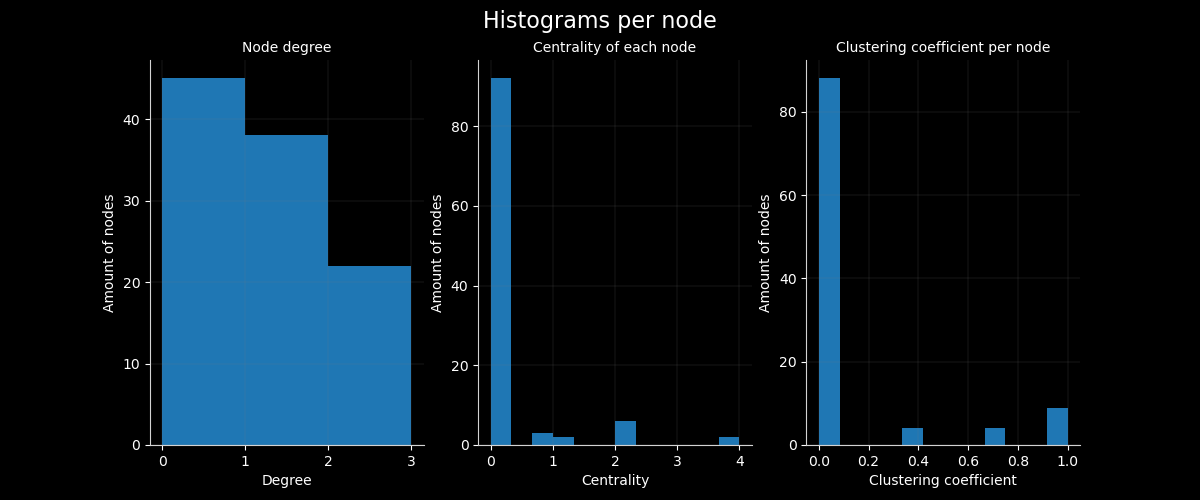 Histograms per node
Node degree
Amount of nodes
40
30
20
10
0
0 1 2 3
Degree
Centrality of each node
Amount of nodes
80
60
40
20
0
0 1 2 3 4
Centrality
Clustering coefficient per node
Amount of nodes
80
60
40
20
0
0.0 0.2 0.4 0.6 0.8 1.0
Clustering coefficient